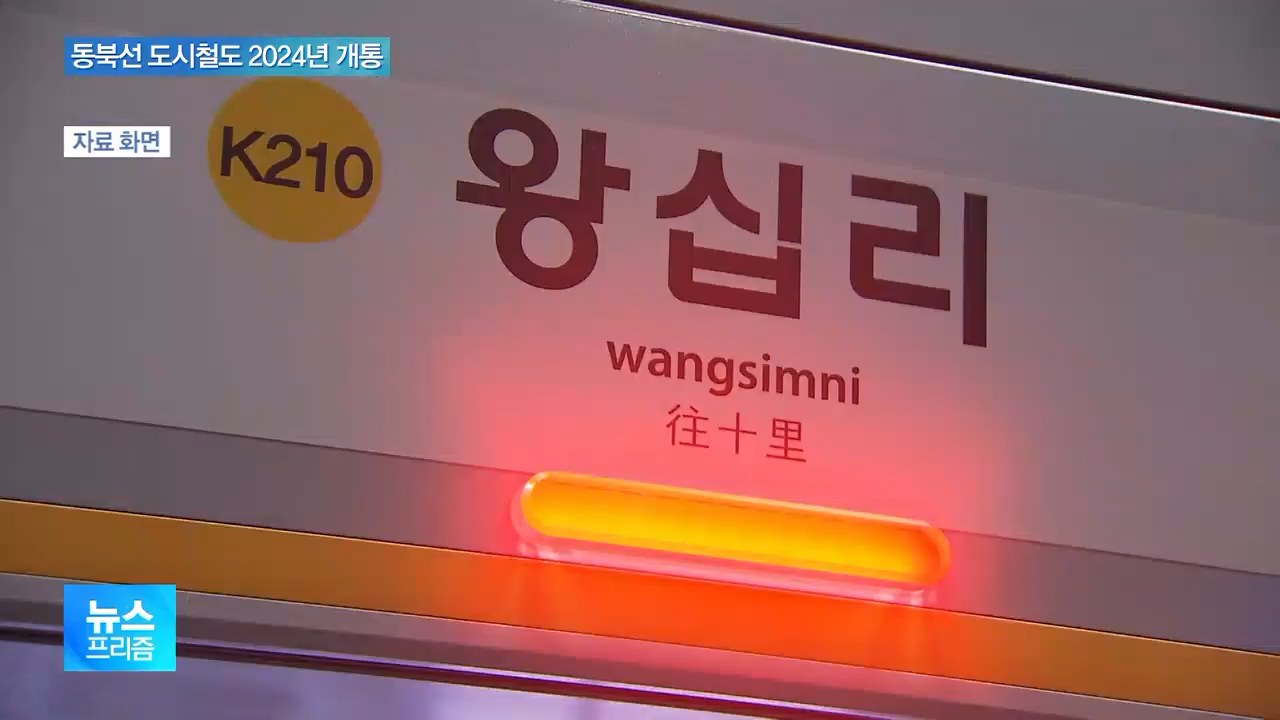 동북선 도시철도 2024년 개통
자료 화면
K210
왕십리
wangsimni
往十里
뉴스
프리즘